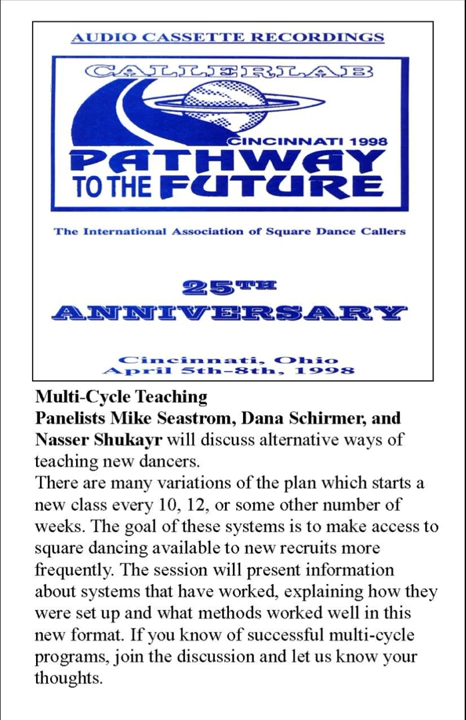 AUDIO CASSETTE RECORDINGS
CALLERLAB
CINCINNATI 1998
PATHWAY
TO THE FUTURE
The International Association of Square Dance Callers
25TH
ANNIVERSARY
Cincinnati, Ohio
April 5th-8th, 1998
Multi-Cycle Teaching
Panelists Mike Seastrom, Dana Schirmer, and
Nasser Shukayr will discuss alternative ways of
teaching new dancers.
There are many variations of the plan which starts a
new class every 10, 12, or some other number of
weeks. The goal of these systems is to make access to
square dancing available to new recruits more
frequently. The session will present information
about systems that have worked, explaining how they
were set up and what methods worked well in this
new format. If you know of successful multi-cycle
programs, join the discussion and let us know your
thoughts.